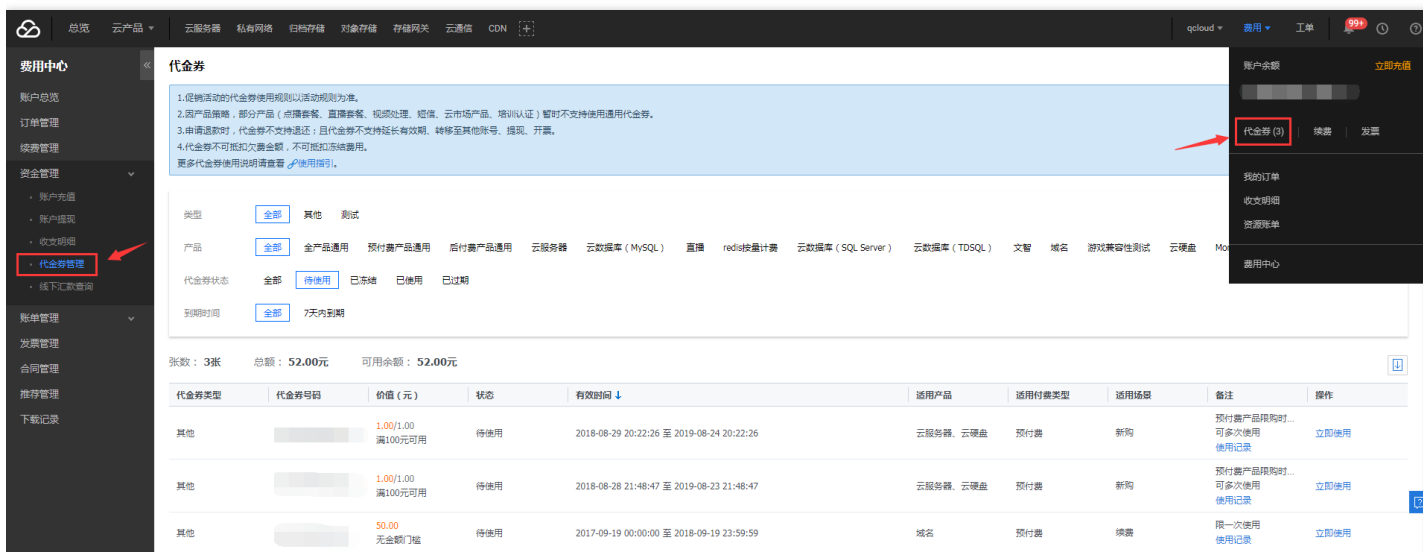 总览 云产品 云服务器 私有网络 归档存储 对象存储 存储网关 云通信 CDN qcloud 费用 工单 99+
费用中心
账户总览
订单管理
续费管理
资金管理
账户充值
账户提现
收支明细
代金券管理
线下汇款查询
账单管理
发票管理
合同管理
推荐管理
下载记录
代金券
1.促销活动的代金券使用规则以活动规则为准。
2.因产品策略，部分产品（点播套餐、直播套餐、视频处理、短信、云市场产品、培训认证）暂时不支持使用通用代金券。
3.申请退款时，代金券不支持退还；且代金券不支持延长有效期、转移至其他账号、提现、开票。
4.代金券不可抵扣欠费金额，不可抵扣冻结费用。
更多代金券使用说明请查看 使用指引。
账户余额 立即充值
代金券(3) 续费 发票
我的订单
收支明细
资源账单
费用中心
类型 全部 其他 测试
产品 全部 全产品通用 预付费产品通用 后付费产品通用 云服务器 云数据库（MySQL） 直播 redis按量计费 云数据库（SQL Server） 云数据库（TDSQL） 文智 域名 游戏兼容性测试 云硬盘
代金券状态 全部 待使用 已冻结 已使用 已过期
到期时间 全部 7天内到期
张数： 3张 总额： 52.00元 可用余额： 52.00元
代金券类型 代金券号码 价值（元） 状态 有效时间 适用产品 适用付费类型 适用场景 备注 操作
其他 1.00/1.00 满100元可用 待使用 2018-08-29 20:22:26 至 2019-08-24 20:22:26 云服务器、云硬盘 预付费 新购 预付费产品限购时... 可多次使用 使用记录 立即使用
其他 1.00/1.00 满100元可用 待使用 2018-08-28 21:48:47 至 2019-08-23 21:48:47 云服务器、云硬盘 预付费 新购 预付费产品限购时... 可多次使用 使用记录 立即使用
其他 50.00 无金额门槛 待使用 2017-09-19 00:00:00 至 2018-09-19 23:59:59 域名 预付费 续费 限一次使用 使用记录 立即使用